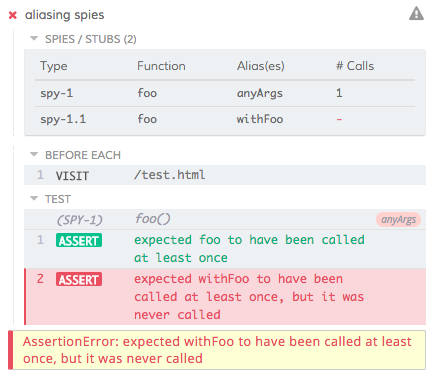 aliasing spies
SPIES / STUBS (2)
Type Function Alias(es) # Calls
spy-1 foo anyArgs 1
spy-1.1 foo withFoo -
BEFORE EACH
1 VISIT /test.html
TEST
(SPY-1) foo() anyArgs
1 ASSERT expected foo to have been called
at least once
2 ASSERT expected withFoo to have been
called at least once, but it was
never called
AssertionError: expected withFoo to have been called at least
once, but it was never called